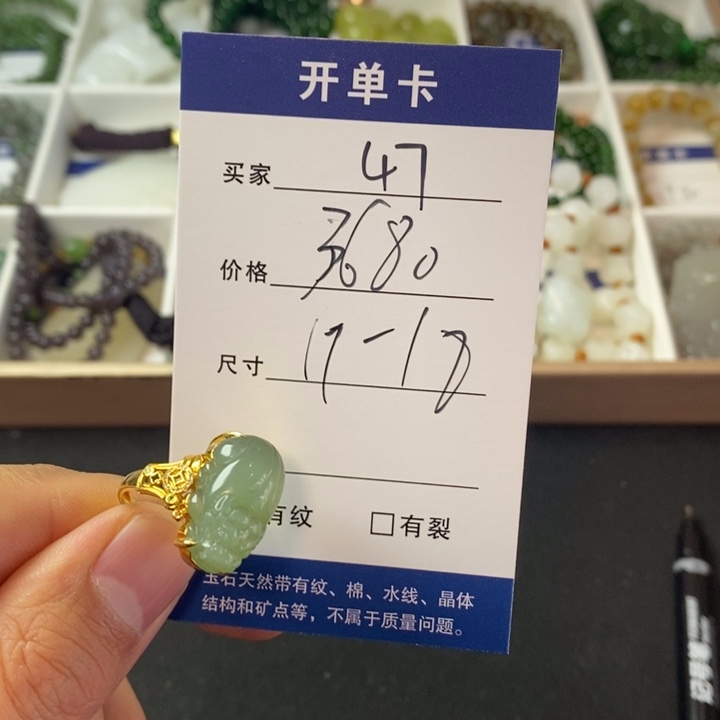 开单卡
买家 47
价格 3680
尺寸 17-18
有纹 □有裂
玉石天然带有纹、棉、水线、晶体
结构和矿点等，不属于质量问题。